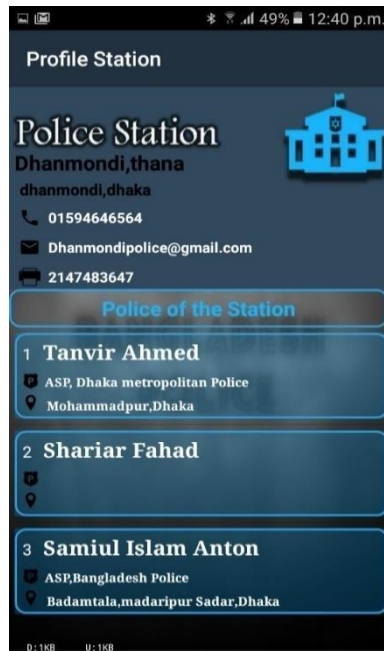 49% 12:40 p.m.
Profile Station
Police Station
Dhanmondi,thana
dhanmondi,dhaka
01594646564
Dhanmondipolice@gmail.com
2147483647
Police of the Station
BANGLADESH
POLICE
1 Tanvir Ahmed
P
ASP, Dhaka metropolitan Police
Mohammadpur,Dhaka
2 Shariar Fahad
P
3 Samiul Islam Anton
ASP,Bangladesh Police
Badamtala,madaripur Sadar,Dhaka
D:1KB U:1KB